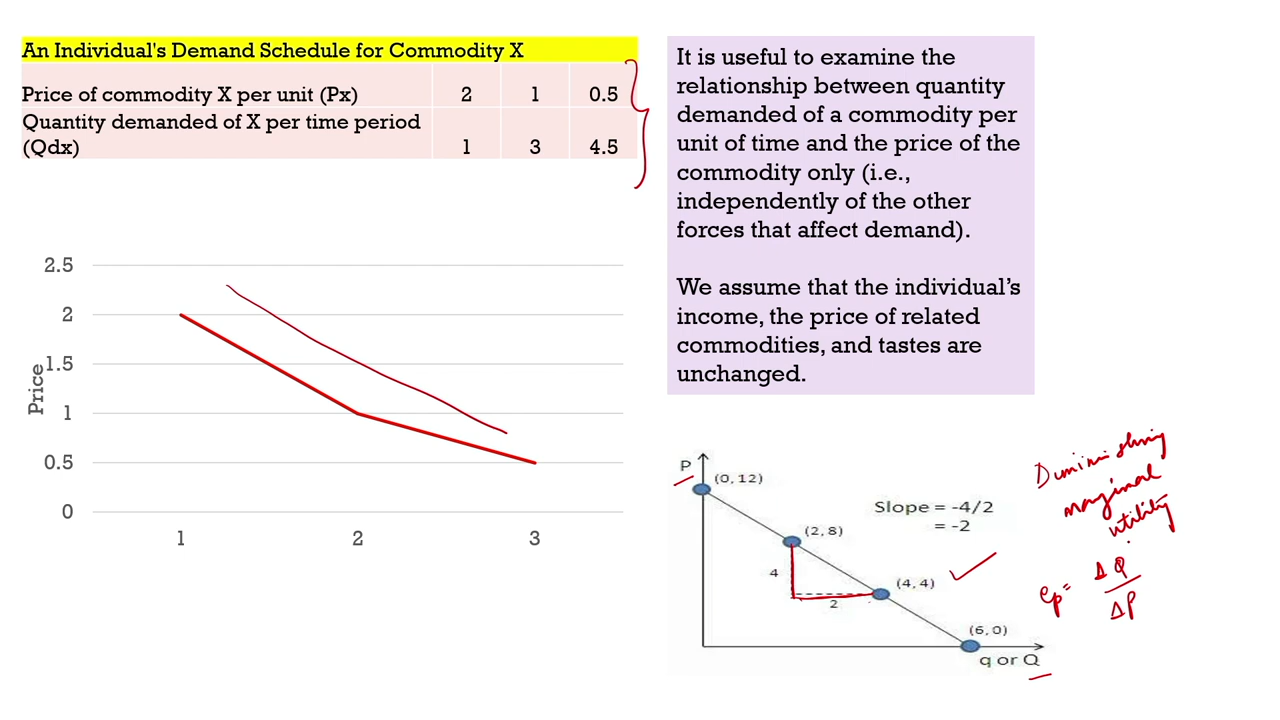 An Individual's Demand Schedule for Commodity X
Price of commodity X per unit (Px) 2 1 0.5
Quantity demanded of X per time period
(Qdx) 1 3 4.5
It is useful to examine the
relationship between quantity
demanded of a commodity per
unit of time and the price of the
commodity only (i.e.,
independently of the other
forces that affect demand).
We assume that the individual's
income, the price of related
commodities, and tastes are
unchanged.
2.5
2
1.5
1
0.5
0
Price
1 2 3
P
(0,12)
Slope = -4/2
= -2
(2,8)
4
(4,4)
2
(6,0)
q or Q
Diminishing
marginal
utility
ep = ΔQ
ΔP